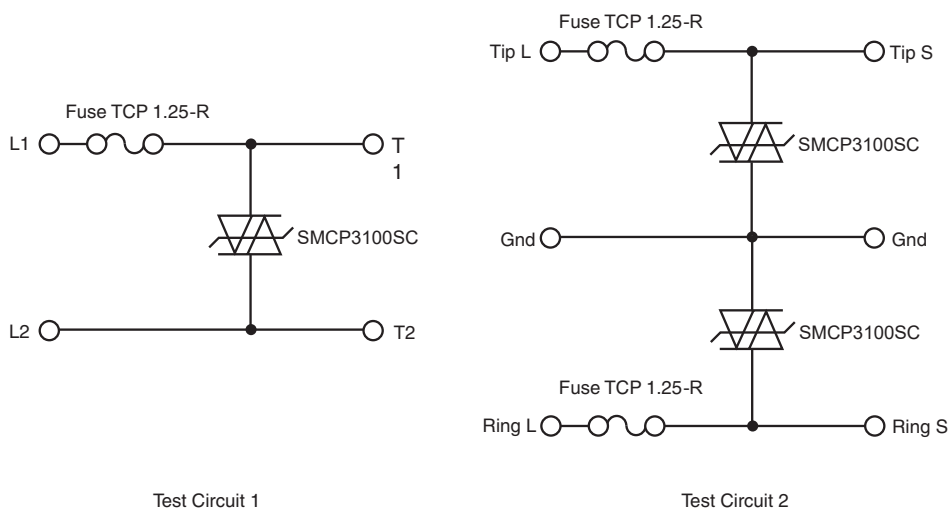 Fuse TCP 1.25-R
L1
T
1
SMCP3100SC
L2
T2
Test Circuit 1
Fuse TCP 1.25-R
Tip L
Tip S
SMCP3100SC
Gnd
Gnd
SMCP3100SC
Fuse TCP 1.25-R
Ring L
Ring S
Test Circuit 2